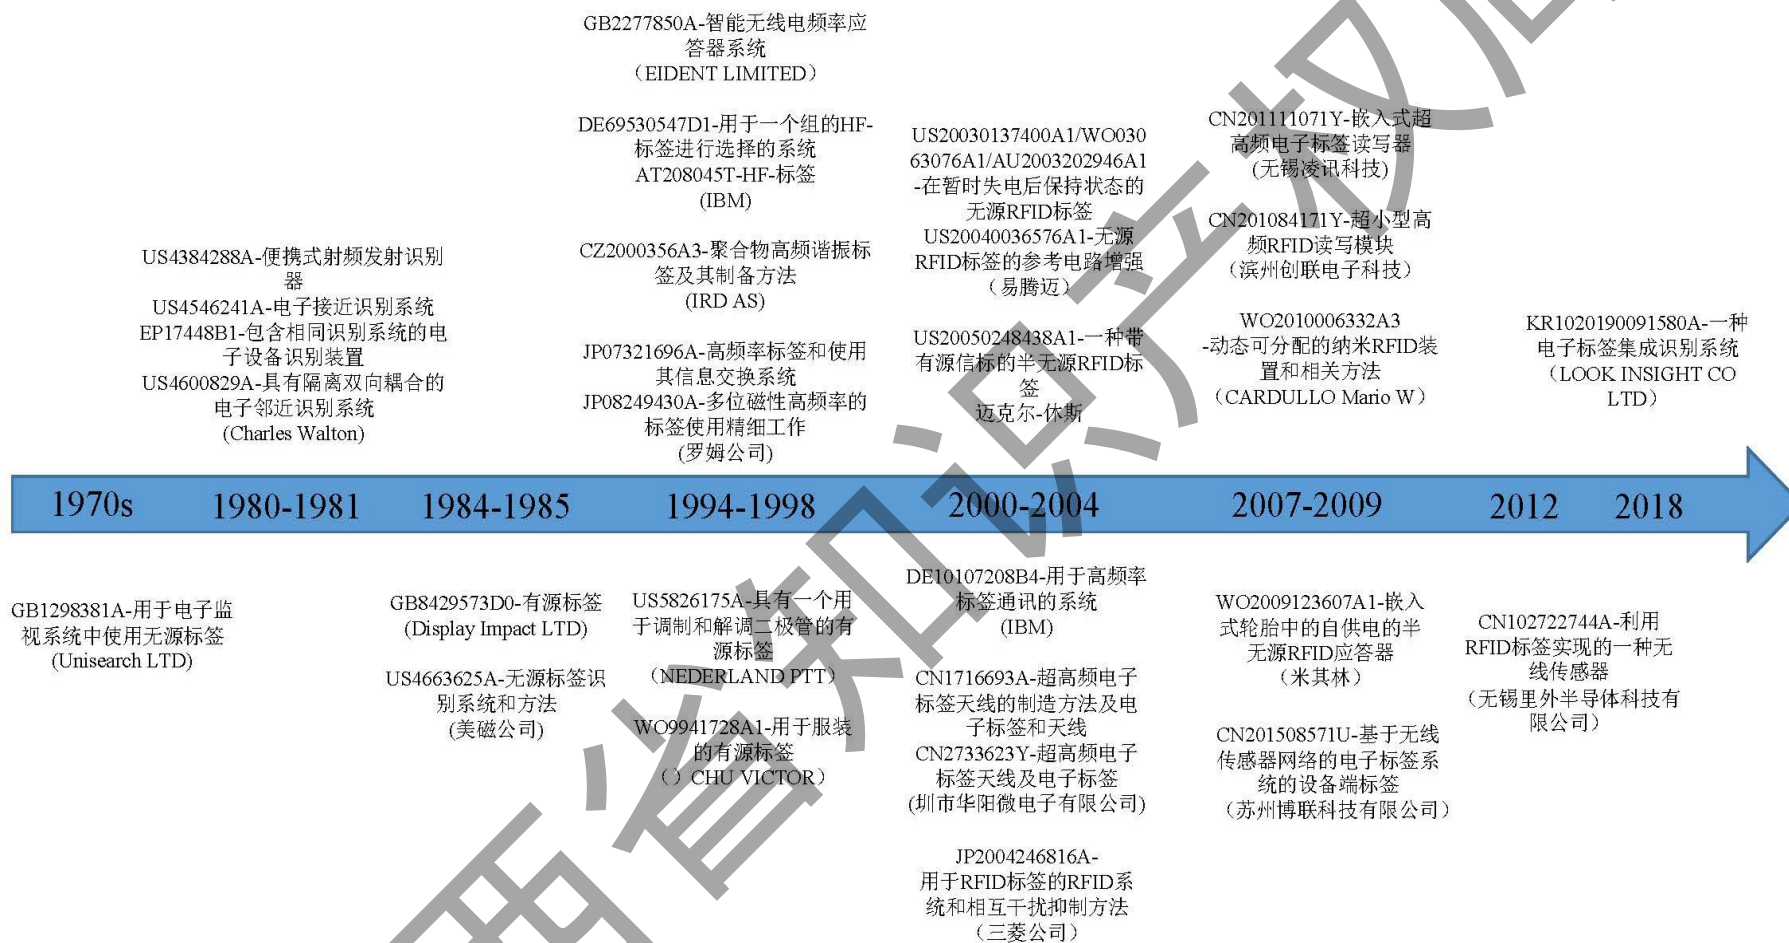 GB2277850A-智能无线电频率应
答器系统
（EIDENT LIMITED）
DE69530547D1-用于一个组的HF-
标签进行选择的系统
AT208045T-HF-标签
(IBM)
CZ2000356A3-聚合物高频谐振标
签及其制备方法
(IRD AS)
JP07321696A-高频率标签和使用
其信息交换系统
JP08249430A-多位磁性高频率的
标签使用精细工作
(罗姆公司)
US4384288A-便携式射频发射识别
器
US4546241A-电子接近识别系统
EP17448B1-包含相同识别系统的电
子设备识别装置
US4600829A-具有隔离双向耦合的
电子邻近识别系统
(Charles Walton)
US20030137400A1/WO030
63076A1/AU2003202946A1
-在暂时失电后保持状态的
无源RFID标签
US20040036576A1-无源
RFID标签的参考电路增强
（易腾迈）
US20050248438A1-一种带
有源信标的半无源RFID标
签
迈克尔-休斯
CN201111071Y-嵌入式超
高频电子标签读写器
(无锡凌讯科技)
CN201084171Y-超小型高
频RFID读写模块
（滨州创联电子科技）
WO2010006332A3
-动态可分配的纳米RFID装
置和相关方法
（CARDULLO Mario W）
KR1020190091580A-一种
电子标签集成识别系统
（LOOK INSIGHT CO
LTD）
1970s
1980-1981
1984-1985
1994-1998
2000-2004
2007-2009
2012
2018
GB1298381A-用于电子监
视系统中使用无源标签
(Unisearch LTD)
GB8429573D0-有源标签
(Display Impact LTD)
US4663625A-无源标签识
别系统和方法
(美磁公司)
US5826175A-具有一个用
于调制和解调二极管的有
源标签
（NEDERLAND PTT）
WO9941728A1-用于服装
的有源标签
（）CHU VICTOR）
DE10107208B4-用于高频率
标签通讯的系统
(IBM)
CN1716693A-超高频电子
标签天线的制造方法及电
子标签和天线
CN2733623Y-超高频电子
标签天线及电子标签
(圳市华阳微电子有限公司)
JP2004246816A-
用于RFID标签的RFID系
统和相互干扰抑制方法
（三菱公司）
WO2009123607A1-嵌入
式轮胎中的自供电的半
无源RFID应答器
（米其林）
CN201508571U-基于无线
传感器网络的电子标签系
统的设备端标签
（苏州博联科技有限公司）
CN102722744A-利用
RFID标签实现的一种无
线传感器
（无锡里外半导体科技有
限公司）
西省知识产权